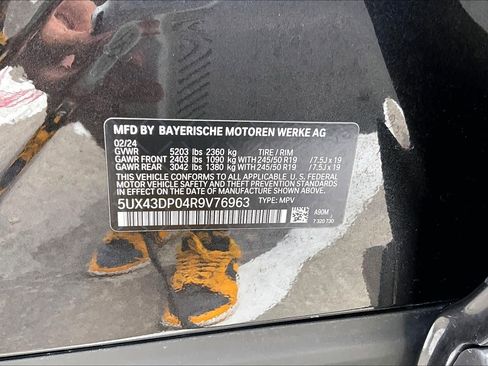 MFD BY BAYERISCHE MOTOREN WERKE AG
02/24
GVWR 5203 lbs 2360 kg TIRE / RIM
GAWR FRONT 2403 lbs 1090 kg WITH 245/50 R19 /7.5J x 19
GAWR REAR 3042 lbs 1380 kg WITH 245/50 R19 /7.5J x 19
THIS VEHICLE CONFORMS TO ALL APPLICABLE
U.S. FEDERAL MOTOR VEHICLE SAFETY STANDARDS IN
EFFECT ON THE DATE OF MANUFACTURE SHOWN ABOVE.
5UX43DP04R9V76963 TYPE: MPV
A90M
7 320 730